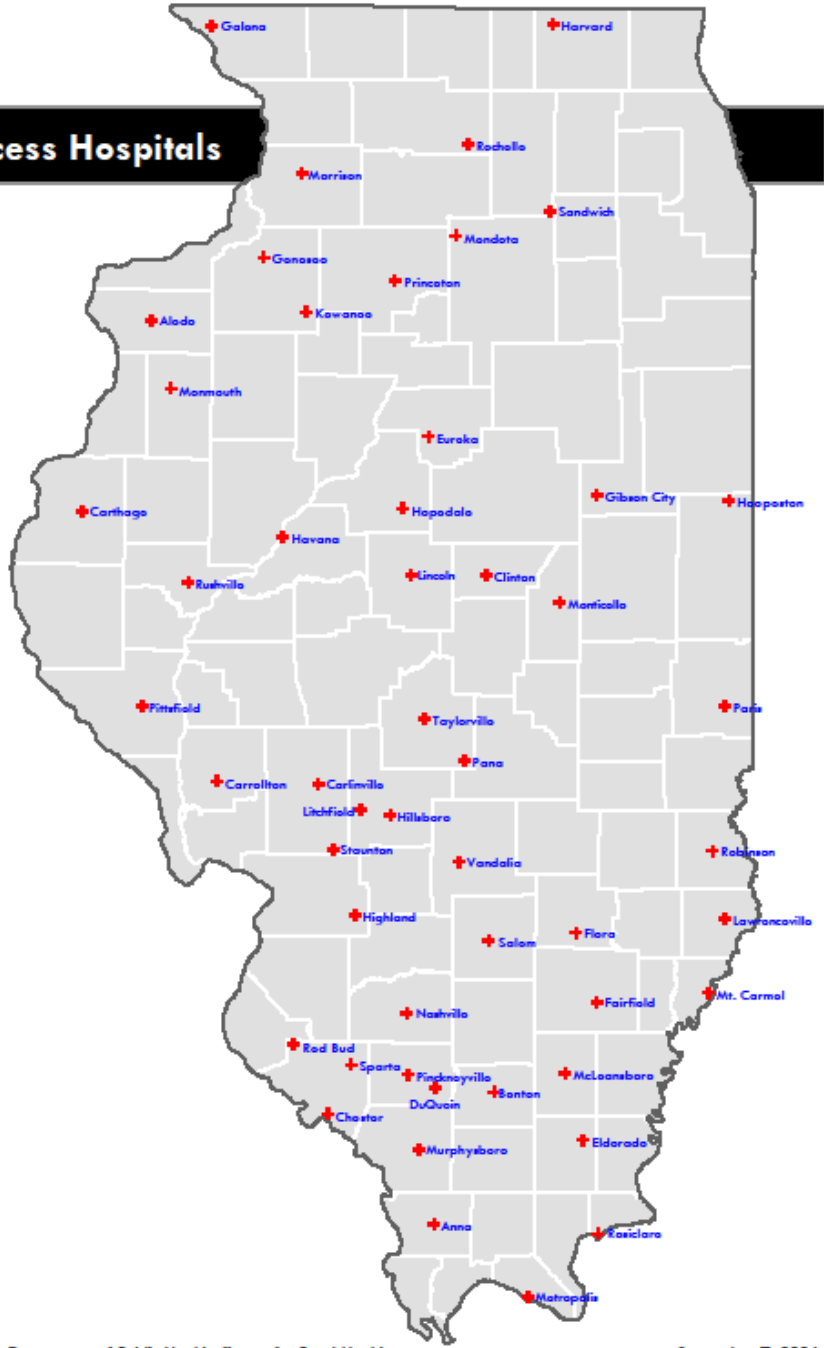 Galena
Harvard
cess Hospitals
Rochelle
Morrison
Sandwich
Mendota
Geneseo
Princeton
Kewanee
Aledo
Monmouth
Eureka
Gibson City
Hoopeston
Carthage
Hopedale
Havana
Lincoln
Clinton
Rushville
Monticello
Pittsfield
Paris
Taylorville
Pana
Carrollton
Carlinville
Litchfield
Hillsboro
Staunton
Vandalia
Robinson
Highland
Lawrenceville
Flora
Salem
Mt. Carmel
Fairfield
Nashville
Red Bud
Sparta
Pinckneyville
McLeansboro
Benton
DuQuoin
Chester
Eldorado
Murphysboro
Anna
Rosiclare
Metropolis